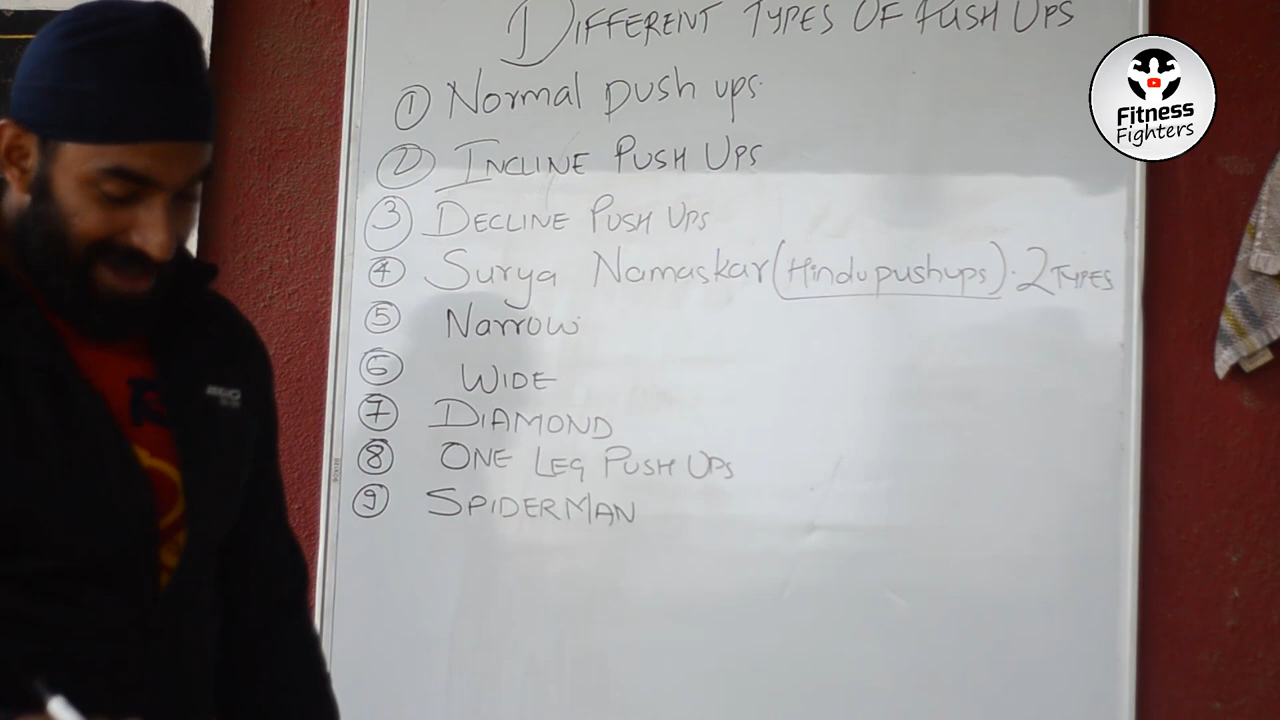 DIFFERENT TYPES OF PUSH UPS
① Normal push ups.
② INCLINE PUSH UPS
③ DECLINE PUSH UPS
④ Surya Namaskar (Hindu pushups). 2 TYPES
⑤ Narrow
⑥ WIDE
⑦ DIAMOND
⑧ ONE LEG PUSH UPS
⑨ SPIDERMAN
Fitness
Fighters